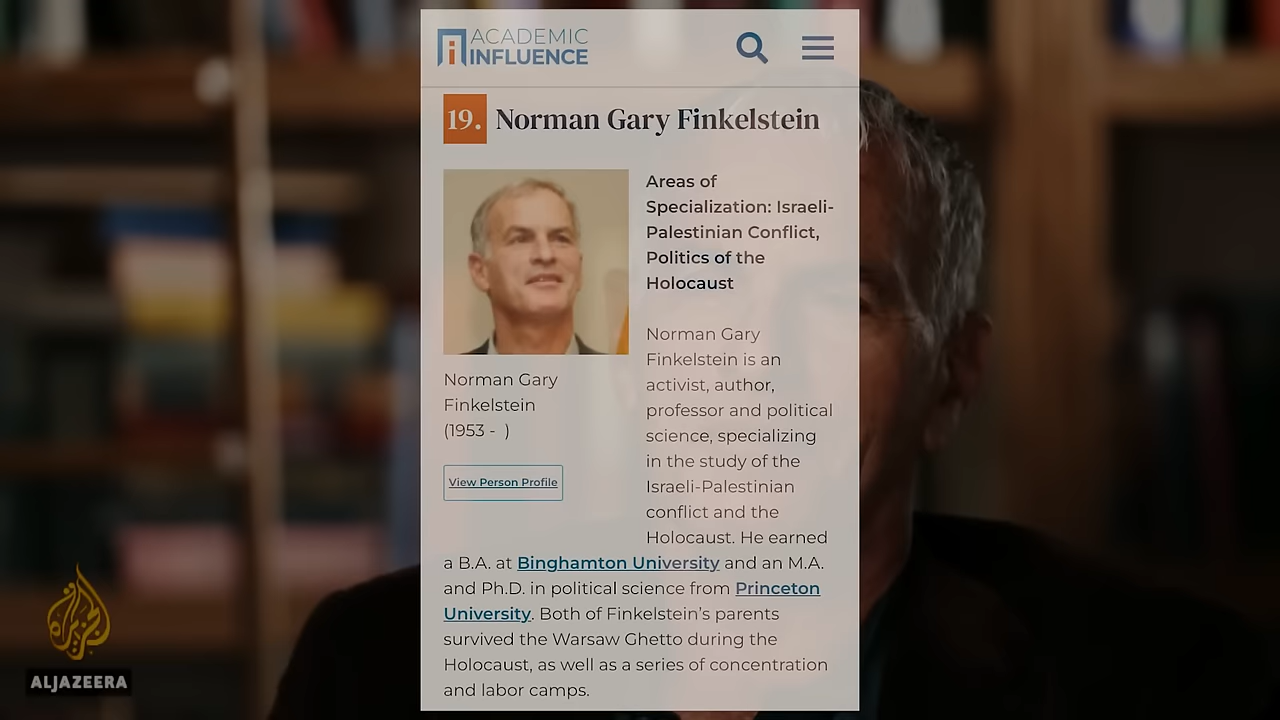 ACADEMIC
INFLUENCE
19. Norman Gary Finkelstein
Norman Gary
Finkelstein
(1953 - )
View Person Profile
Areas of
Specialization: Israeli-
Palestinian Conflict,
Politics of the
Holocaust
Norman Gary
Finkelstein is an
activist, author,
professor and political
science, specializing
in the study of the
Israeli-Palestinian
conflict and the
Holocaust. He earned
a B.A. at Binghamton University and an M.A.
and Ph.D. in political science from Princeton
University. Both of Finkelstein's parents
survived the Warsaw Ghetto during the
Holocaust, as well as a series of concentration
and labor camps.
الجزيرة
ALJAZEERA